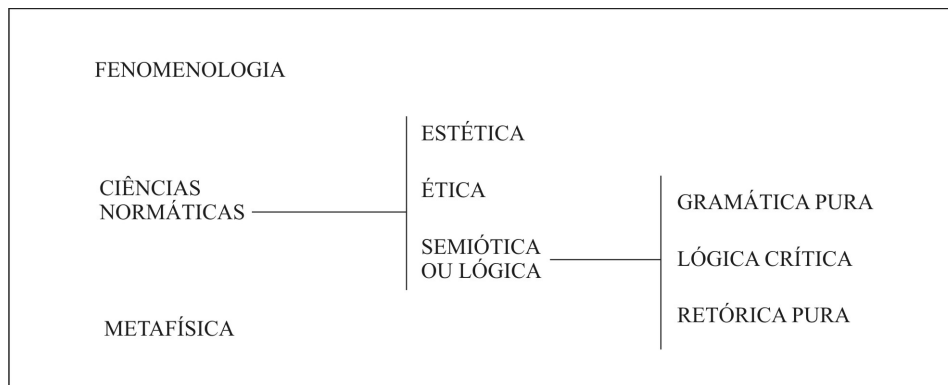 FENOMENOLOGIA
CIÊNCIAS
NORMÁTICAS
METAFÍSICA
ESTÉTICA
ÉTICA
SEMIÓTICA
OU LÓGICA
GRAMÁTICA PURA
LÓGICA CRÍTICA
RETÓRICA PURA